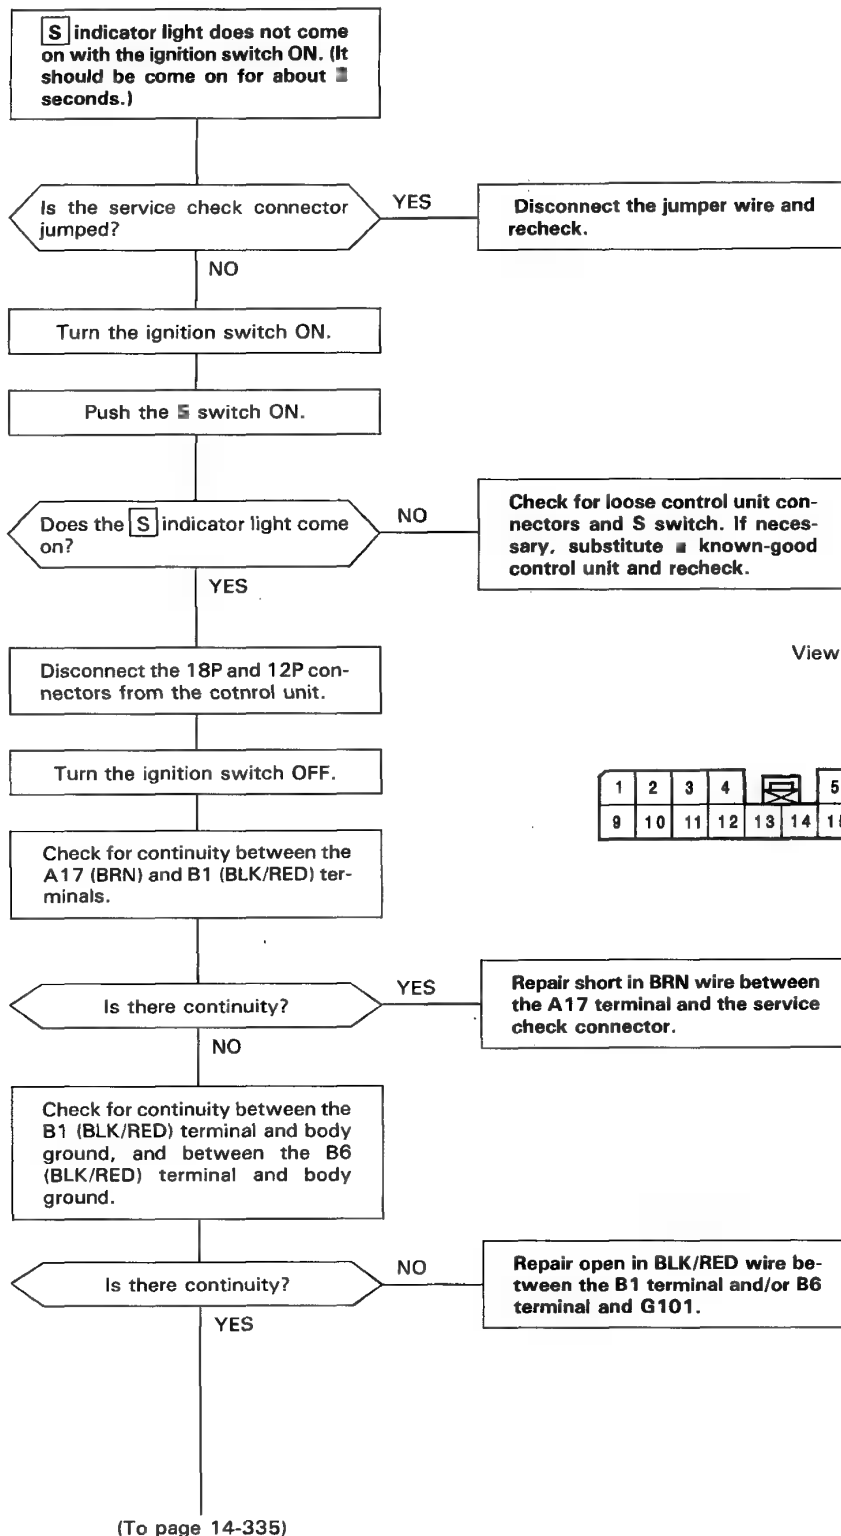 S indicator light does not come
on with the ignition switch ON. (It
should be come on for about
seconds.)
Is the service check connector
jumped?
YES
Disconnect the jumper wire and
recheck.
NO
Turn the ignition switch ON.
Push the S switch ON.
Does the S indicator light come
on?
NO
Check for loose control unit con-
nectors and S switch. If neces-
sary, substitute a known-good
control unit and recheck.
YES
Disconnect the 18P and 12P con-
nectors from the cotnrol unit.
View
Turn the ignition switch OFF.
1 2 3 4 5
9 10 11 12 13 14
Check for continuity between the
A17 (BRN) and B1 (BLK/RED) ter-
minals.
Is there continuity?
YES
Repair short in BRN wire between
the A17 terminal and the service
check connector.
NO
Check for continuity between the
B1 (BLK/RED) terminal and body
ground, and between the B6
(BLK/RED) terminal and body
ground.
Is there continuity?
NO
Repair open in BLK/RED wire be-
tween the B1 terminal and/or B6
terminal and G101.
YES
(To page 14-335)